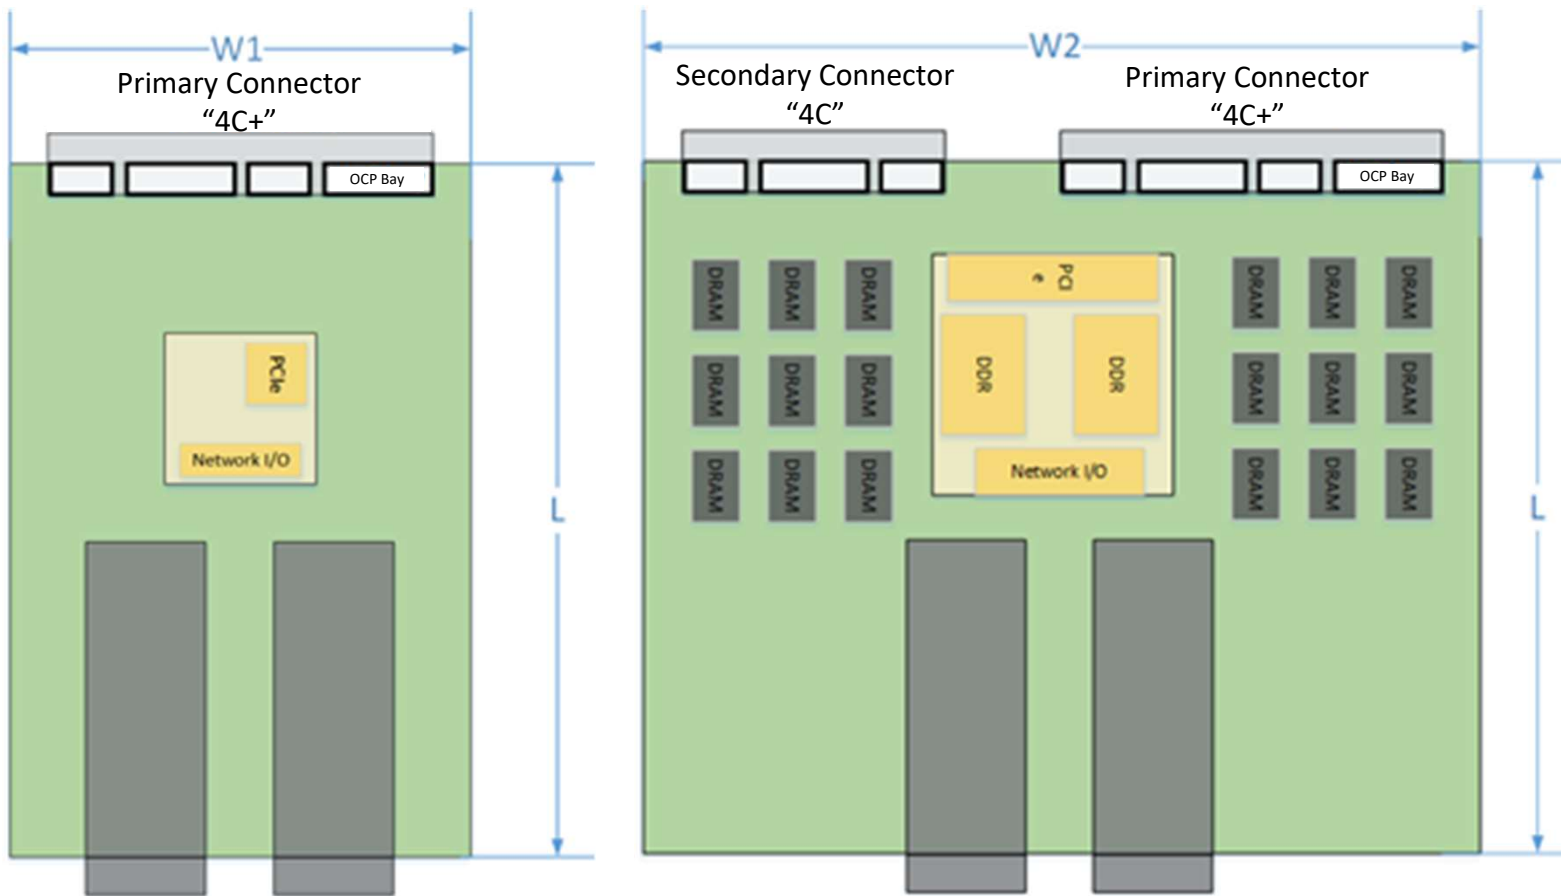 W1
Primary Connector
“4C+”
OCP Bay
PCIe
Network I/O
L
W2
Secondary Connector
“4C”
Primary Connector
“4C+”
OCP Bay
DRAM
DRAM
DRAM
DRAM
DRAM
DRAM
DRAM
DRAM
DRAM
PCI
e
DDR
DDR
Network I/O
DRAM
DRAM
DRAM
DRAM
DRAM
DRAM
DRAM
DRAM
DRAM
L